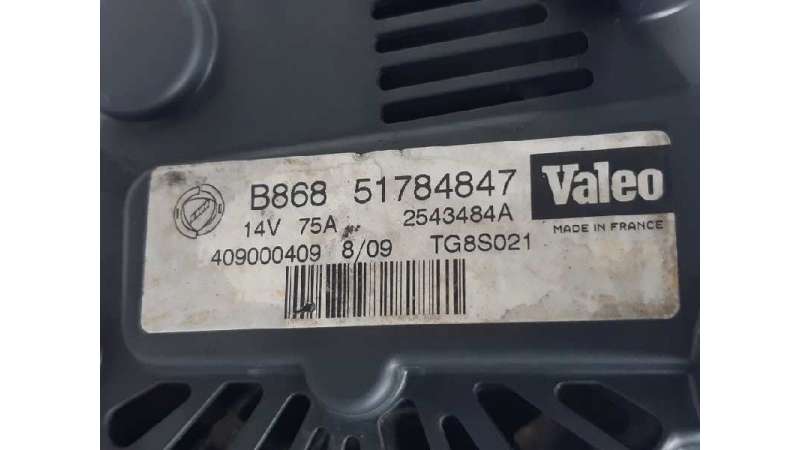 B868 51784847
Valeo
14V 75A 2543484A
MADE IN FRANCE
409000409 8/09 TG8S021